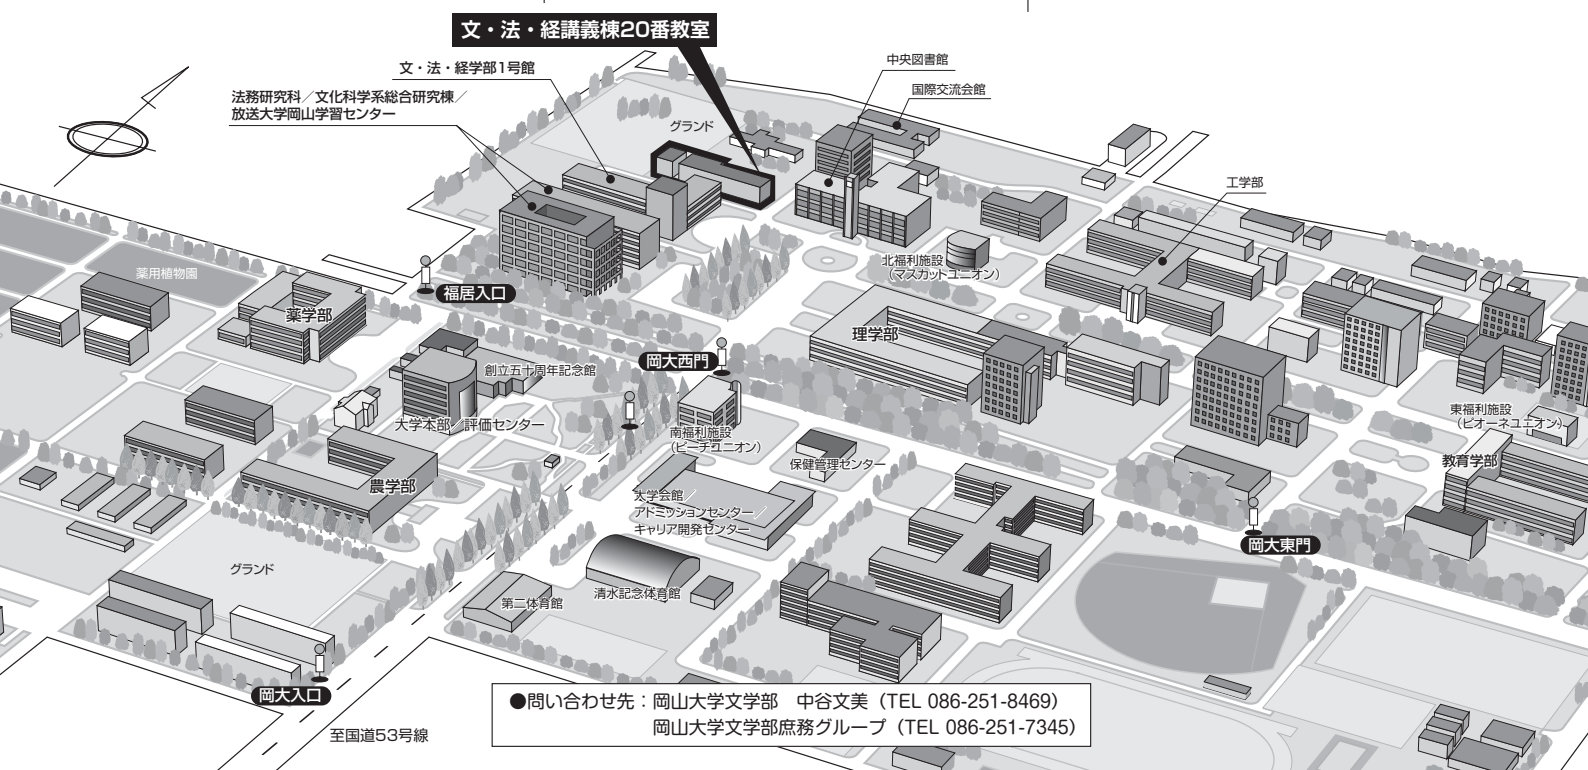 文・法・経講義棟20番教室
文・法・経学部1号館
法務研究科／文化科学系総合研究棟／
放送大学岡山学習センター
グランド
中央図書館
国際交流会館
工学部
薬用植物園
薬学部
福居入口
北福利施設
（マスカットユニオン）
理学部
岡大西門
創立五十周年記念館
大学本部／評価センター
南福利施設
（ピーチユニオン）
保健管理センター
東福利施設
（ピオーネユニオン）
教育学部
農学部
大学会館／
アドミッションセンター／
キャリア開発センター
岡大東門
グランド
第二体育館
清水記念体育館
岡大入口
至国道53号線
●問い合わせ先：岡山大学文学部　中谷文美（TEL 086-251-8469）
岡山大学文学部庶務グループ（TEL 086-251-7345）